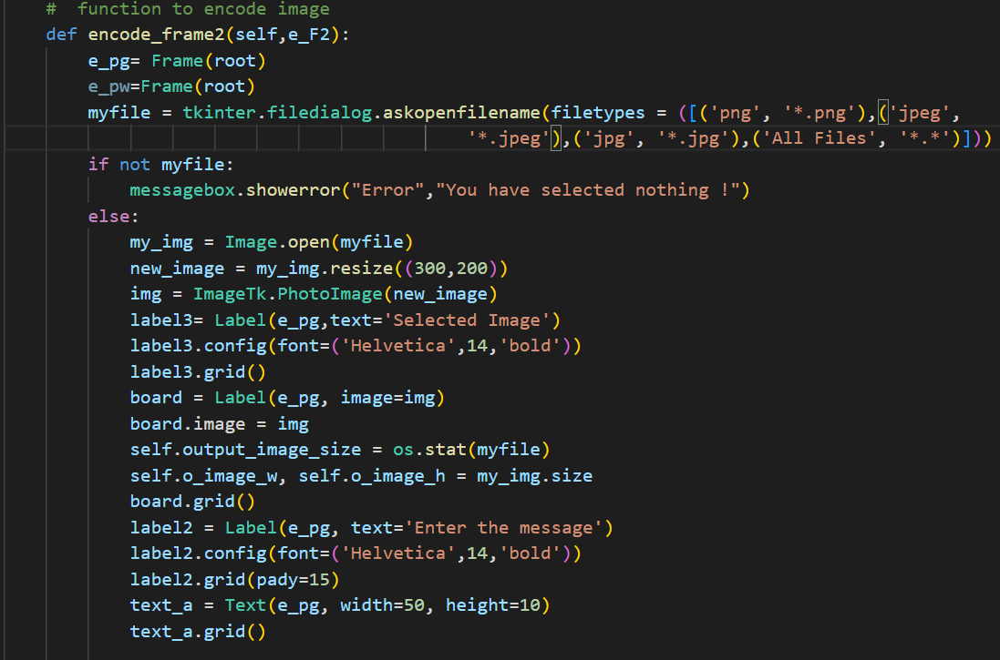 #  function to encode image
def encode_frame2(self,e_F2):
    e_pg= Frame(root)
    e_pw=Frame(root)
    myfile = tkinter.filedialog.askopenfilename(filetypes = ([('png', '*.png'),('jpeg',
                                        '*.jpeg'),('jpg', '*.jpg'),('All Files', '*.*')]))
    if not myfile:
        messagebox.showerror("Error","You have selected nothing !")
    else:
        my_img = Image.open(myfile)
        new_image = my_img.resize((300,200))
        img = ImageTk.PhotoImage(new_image)
        label3= Label(e_pg,text='Selected Image')
        label3.config(font=('Helvetica',14,'bold'))
        label3.grid()
        board = Label(e_pg, image=img)
        board.image = img
        self.output_image_size = os.stat(myfile)
        self.o_image_w, self.o_image_h = my_img.size
        board.grid()
        label2 = Label(e_pg, text='Enter the message')
        label2.config(font=('Helvetica',14,'bold'))
        label2.grid(pady=15)
        text_a = Text(e_pg, width=50, height=10)
        text_a.grid()